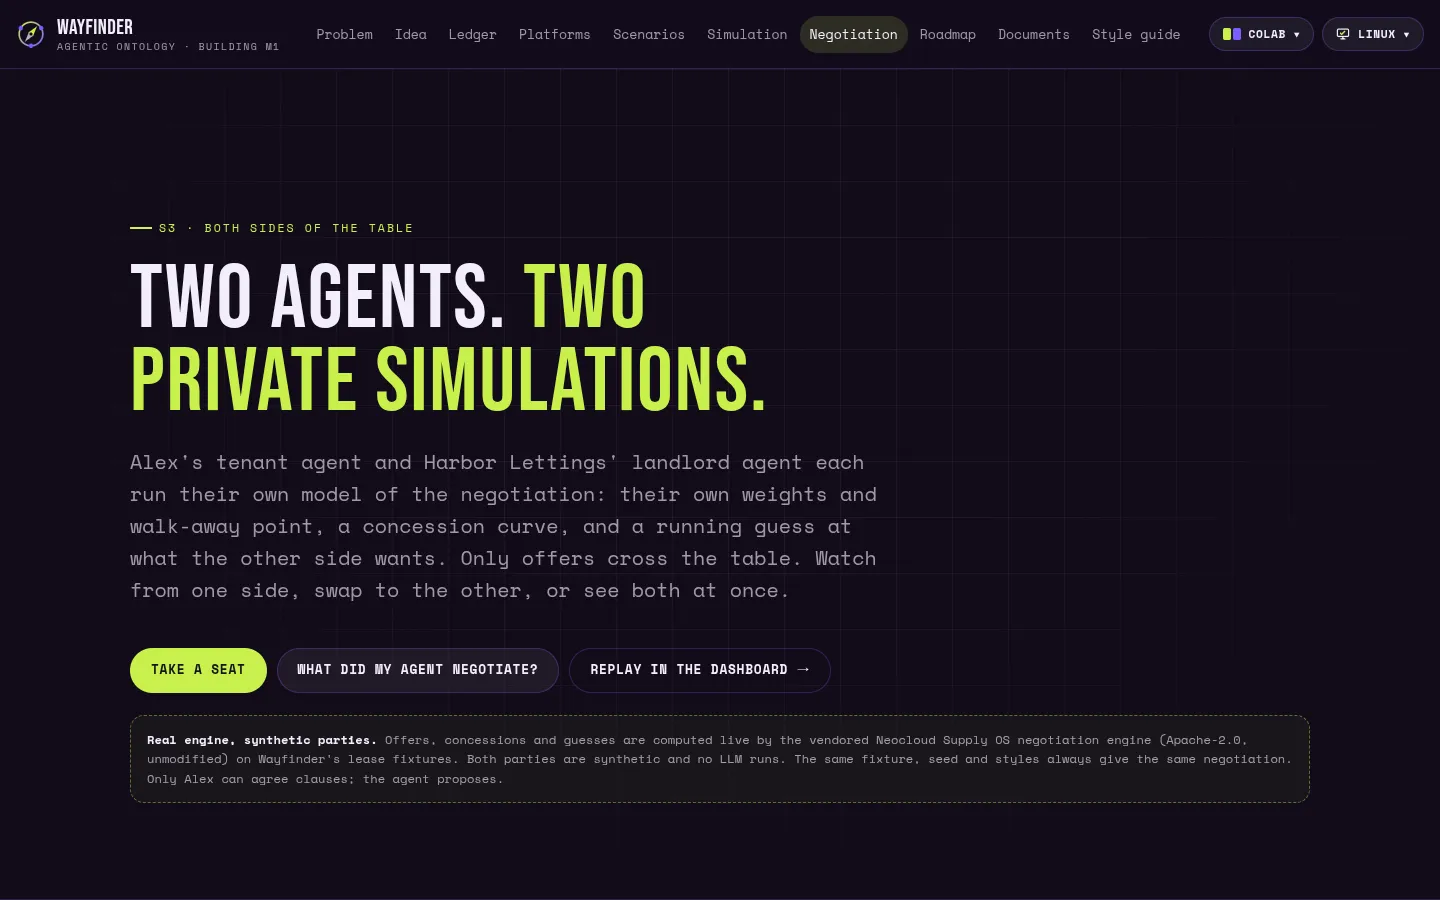 WAYFINDER
AGENTIC ONTOLOGY · BUILDING M1
Problem Idea Ledger Platforms Scenarios Simulation Negotiation Roadmap Documents Style guide
COLAB ▾
LINUX ▾
S3 · BOTH SIDES OF THE TABLE
TWO AGENTS. TWO
PRIVATE SIMULATIONS.
Alex's tenant agent and Harbor Lettings' landlord agent each
run their own model of the negotiation: their own weights and
walk-away point, a concession curve, and a running guess at
what the other side wants. Only offers cross the table. Watch
from one side, swap to the other, or see both at once.
TAKE A SEAT WHAT DID MY AGENT NEGOTIATE? REPLAY IN THE DASHBOARD →
Real engine, synthetic parties. Offers, concessions and guesses are computed live by the vendored Neocloud Supply OS negotiation engine (Apache-2.0,
unmodified) on Wayfinder's lease fixtures. Both parties are synthetic and no LLM runs. The same fixture, seed and styles always give the same negotiation.
Only Alex can agree clauses; the agent proposes.